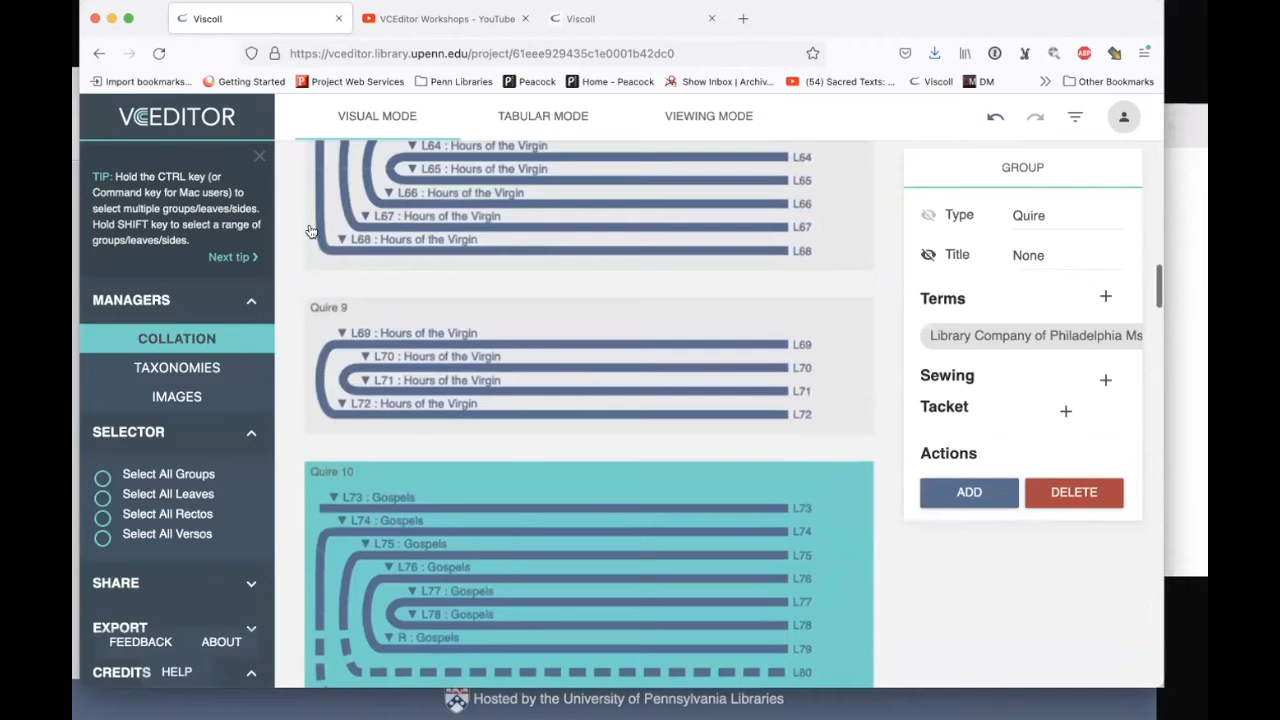 Viscoll
VCEditor Workshops - YouTube
Viscoll
https://vceditor.library.upenn.edu/project/61eee929435c1e0001b42dc0
Import bookmarks...
Getting Started
Project Web Services
Penn Libraries
Peacock
Home - Peacock
Show Inbox | Archiv...
(54) Sacred Texts: ...
Viscoll
DM
Other Bookmarks
VCEDITOR
VISUAL MODE
TABULAR MODE
VIEWING MODE
TIP: Hold the CTRL key (or
Command key for Mac users) to
select multiple groups/leaves/sides.
Hold SHIFT key to select a range of
groups/leaves/sides.
Next tip
MANAGERS
COLLATION
TAXONOMIES
IMAGES
SELECTOR
Select All Groups
Select All Leaves
Select All Rectos
Select All Versos
SHARE
EXPORT
FEEDBACK ABOUT
CREDITS HELP
L64 : Hours of the Virgin
L64
L65 : Hours of the Virgin
L65
L66 : Hours of the Virgin
L66
L67 : Hours of the Virgin
L67
L68 : Hours of the Virgin
L68
Quire 9
L69 : Hours of the Virgin
L69
L70 : Hours of the Virgin
L70
L71 : Hours of the Virgin
L71
L72 : Hours of the Virgin
L72
Quire 10
L73 : Gospels
L73
L74 : Gospels
L74
L75 : Gospels
L75
L76 : Gospels
L76
L77 : Gospels
L77
L78 : Gospels
L78
R : Gospels
L79
L80
GROUP
Type Quire
Title None
Terms
Library Company of Philadelphia Ms
Sewing
Tacket
Actions
ADD
DELETE
Hosted by the University of Pennsylvania Libraries